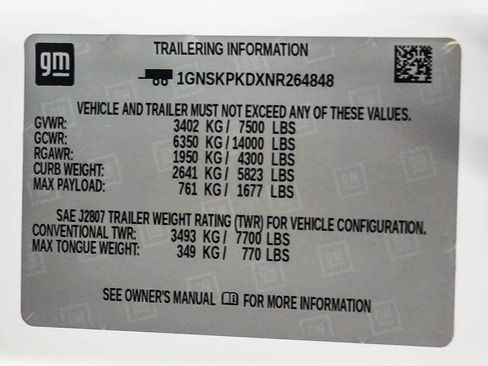 gm
TRAILERING INFORMATION
1GNSKPKDXNR264848
VEHICLE AND TRAILER MUST NOT EXCEED ANY OF THESE VALUES.
GVWR: 3402 KG/ 7500 LBS
GCWR: 6350 KG/14000 LBS
RGAWR: 1950 KG/ 4300 LBS
CURB WEIGHT: 2641 KG/ 5823 LBS
MAX PAYLOAD: 761 KG/ 1677 LBS
SAE J2807 TRAILER WEIGHT RATING (TWR) FOR VEHICLE CONFIGURATION.
CONVENTIONAL TWR: 3493 KG/ 7700 LBS
MAX TONGUE WEIGHT: 349 KG/ 770 LBS
SEE OWNER'S MANUAL FOR MORE INFORMATION